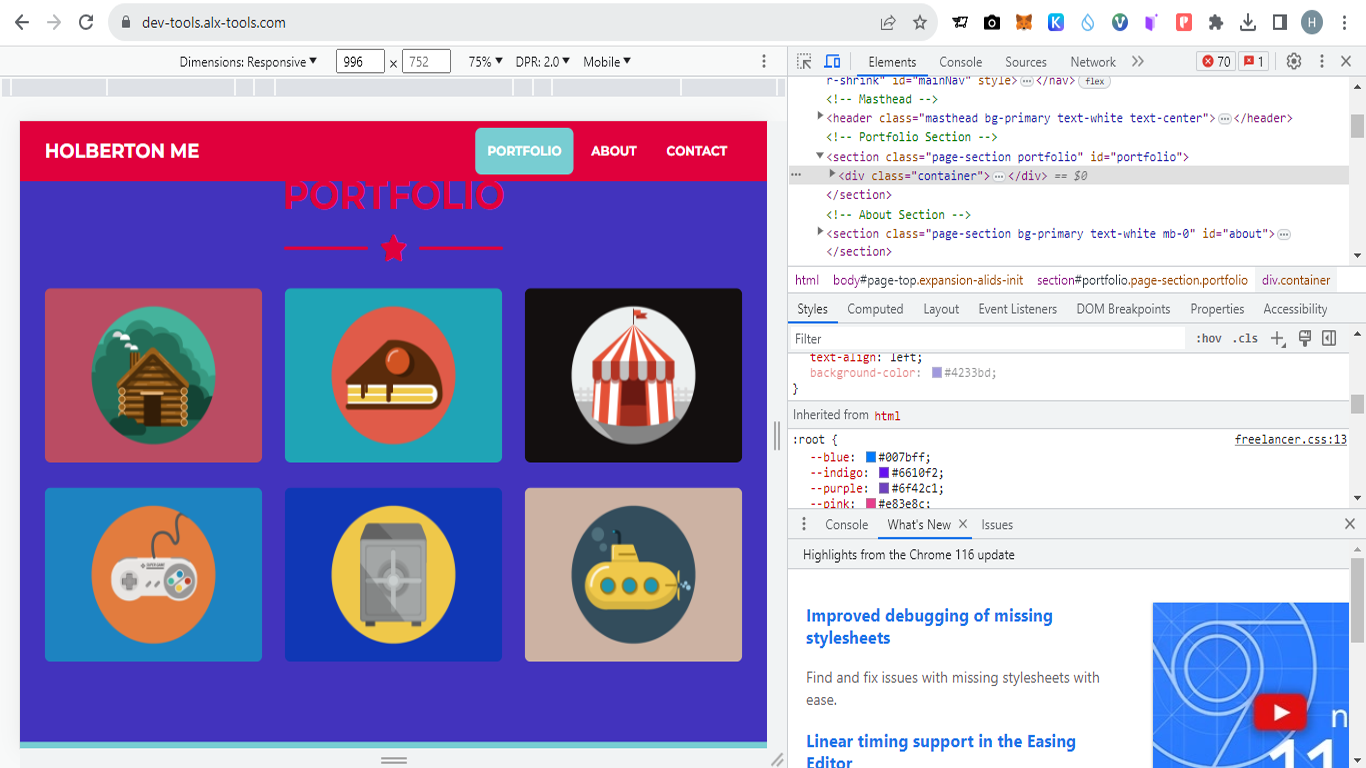 dev-tools.alx-tools.com
H
Dimensions: Responsive
996
x
752
75%
DPR: 2.0
Mobile
HOLBERTON ME
PORTFOLIO
ABOUT
CONTACT
PORTFOLIO
Elements
Console
Sources
Network
70
1
r-shrink" id="mainNav" style>…</nav> flex
<!-- Masthead -->
<header class="masthead bg-primary text-white text-center">…</header>
<!-- Portfolio Section -->
<section class="page-section portfolio" id="portfolio">
<div class="container">…</div> == $0
</section>
<!-- About Section -->
<section class="page-section bg-primary text-white mb-0" id="about">…
</section>
html body#page-top.expansion-alids-init section#portfolio.page-section.portfolio div.container
Styles Computed Layout Event Listeners DOM Breakpoints Properties Accessibility
Filter :hov .cls
text-align: left;
background-color: #4233bd;
}
Inherited from html
:root { freelancer.css:13
--blue: #007bff;
--indigo: #6610f2;
--purple: #6f42c1;
--pink: #e83e8c;
Console What's New Issues
Highlights from the Chrome 116 update
Improved debugging of missing
stylesheets
Find and fix issues with missing stylesheets with
ease.
Linear timing support in the Easing
Editor
n
11